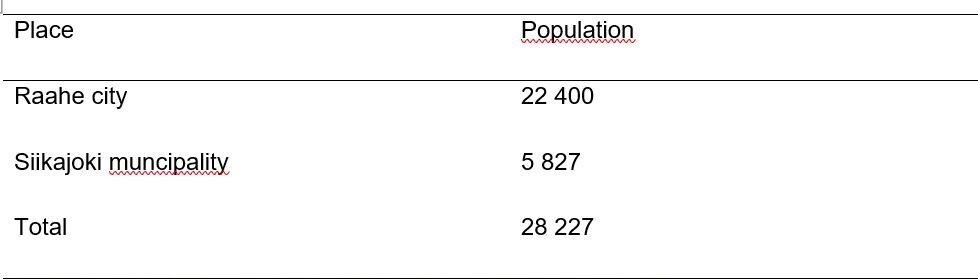 Place Population
Raahe city 22 400
Siikajoki muncipality 5 827
Total 28 227